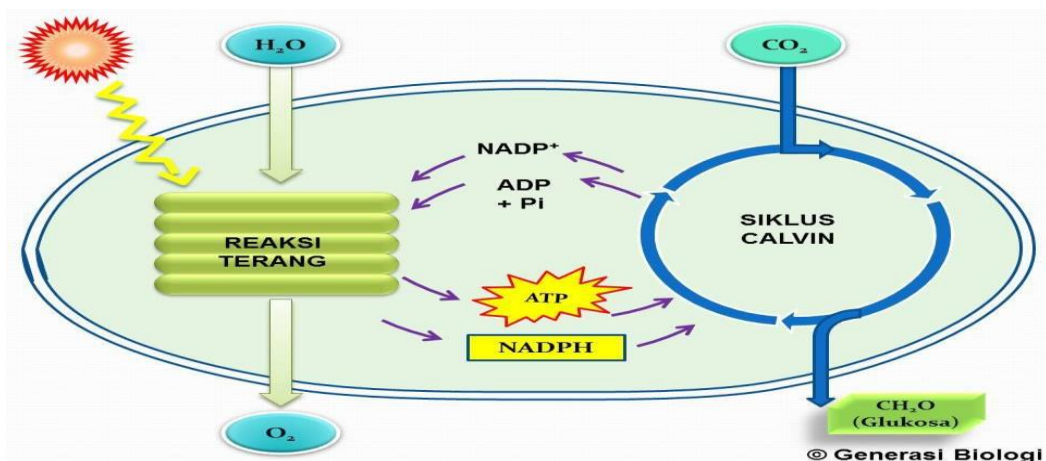 H₂O
CO₂
NADP⁺
ADP
+ Pi
REAKSI
TERANG
SIKLUS
CALVIN
ATP
NADPH
O₂
CH₂O
(Glukosa)
© Generasi Biologi